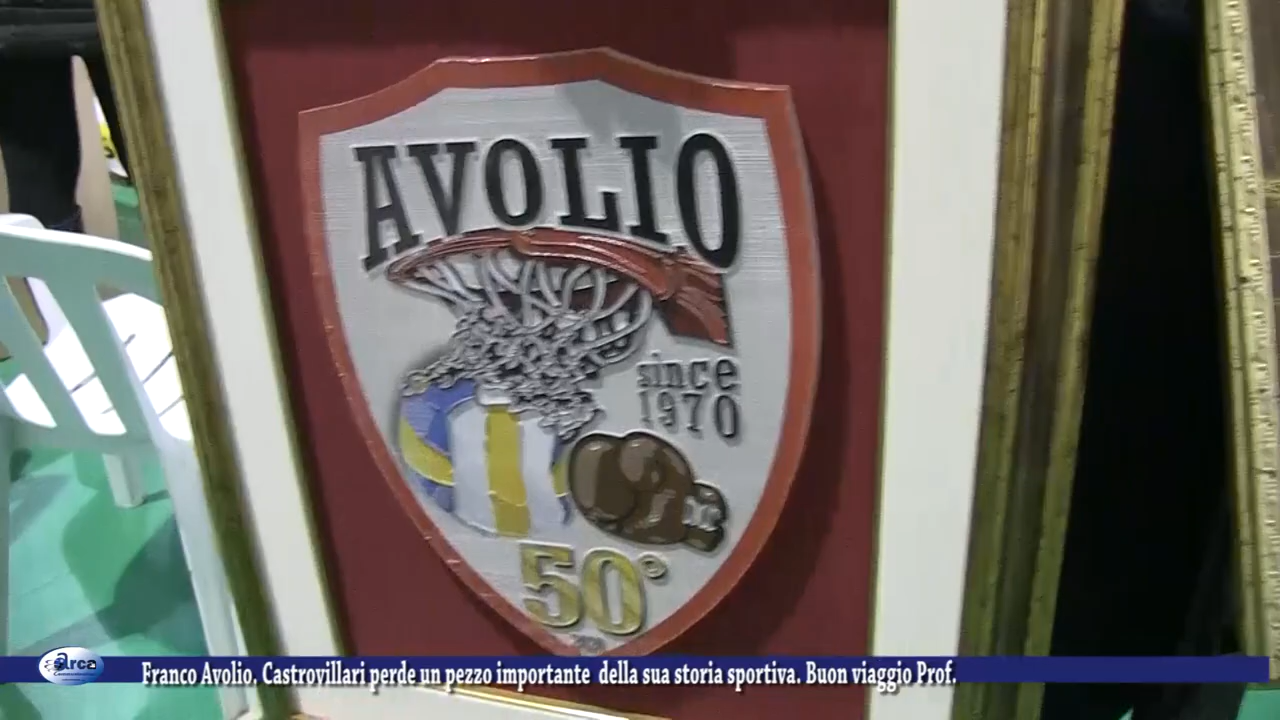 AVOLIO
since
1970
50°
arca
Franco Avolio. Castrovillari perde un pezzo importante della sua storia sportiva. Buon viaggio Prof.